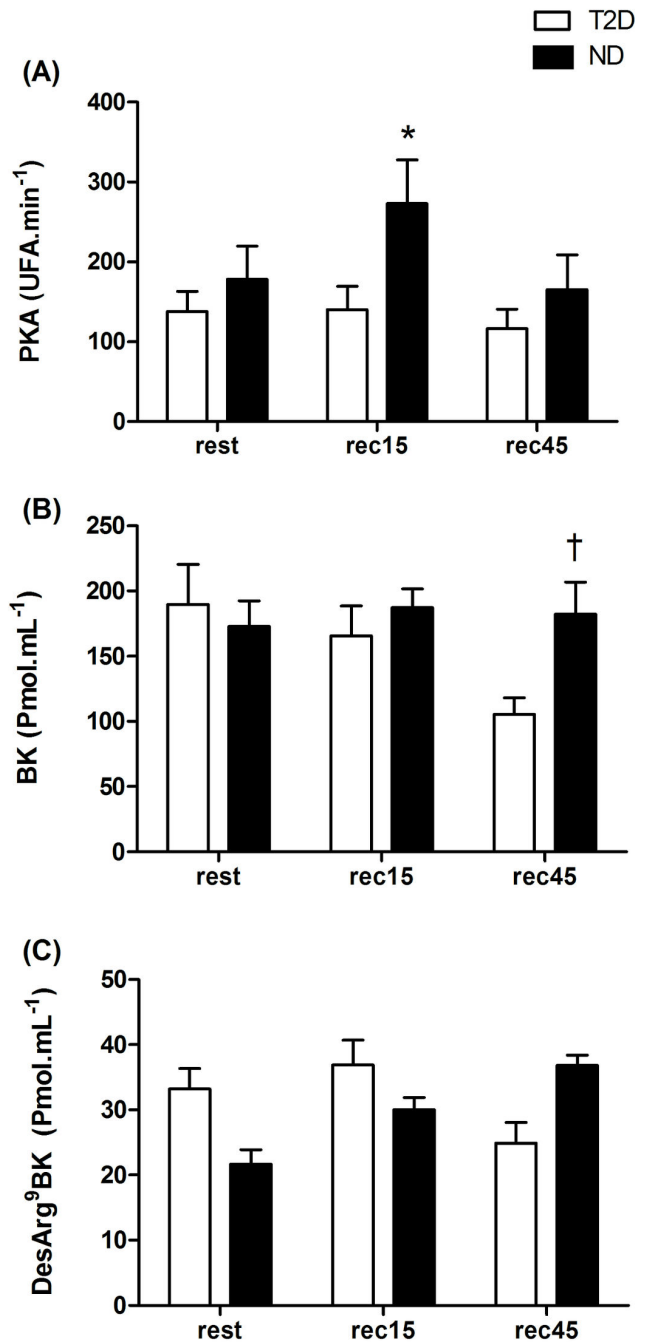 T2D
ND
(A)
PKA (UFA.min⁻¹)
400
300
200
100
0
*
rest rec15 rec45
(B)
BK (Pmol.mL⁻¹)
250
200
150
100
50
0
†
rest rec15 rec45
(C)
DesArg⁹BK (Pmol.mL⁻¹)
50
40
30
20
10
0
rest rec15 rec45